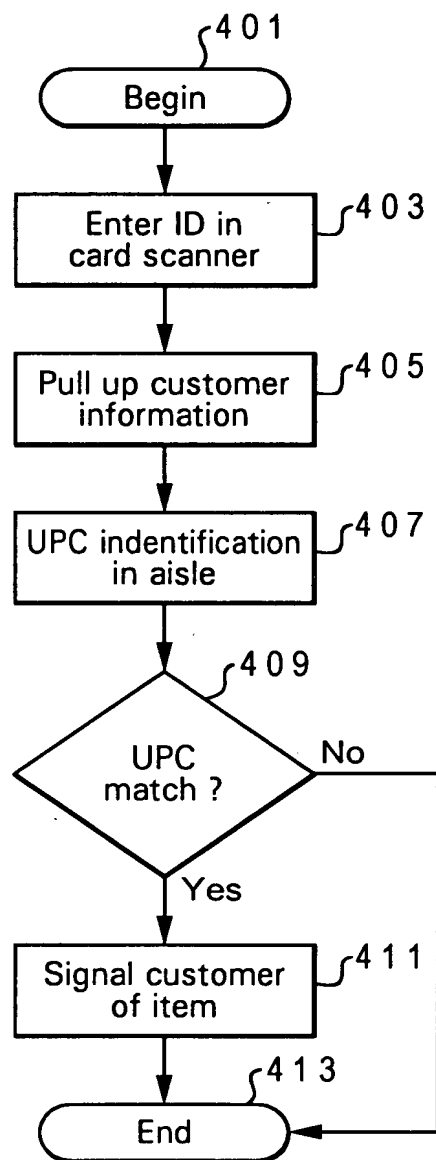 401
Begin
Enter ID in
card scanner
403
Pull up customer
information
405
UPC indentification
in aisle
407
409
UPC
match ?
No
Yes
Signal customer
of item
411
413
End